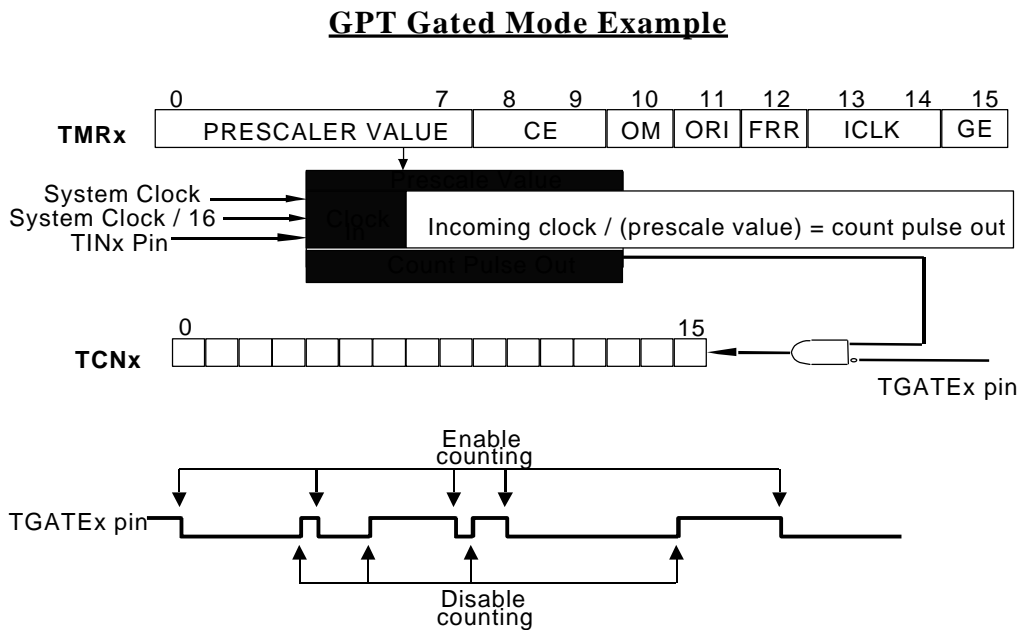 GPT Gated Mode Example
0 7 8 9 10 11 12 13 14 15
TMRx PRESCALER VALUE CE OM ORI FRR ICLK GE
Prescale Value
System Clock
System Clock / 16
TINx Pin
Clock
In
Incoming clock / (prescale value) = count pulse out
Count Pulse Out
0 15
TCNx
TGATEx pin
Enable
counting
TGATEx pin
Disable
counting